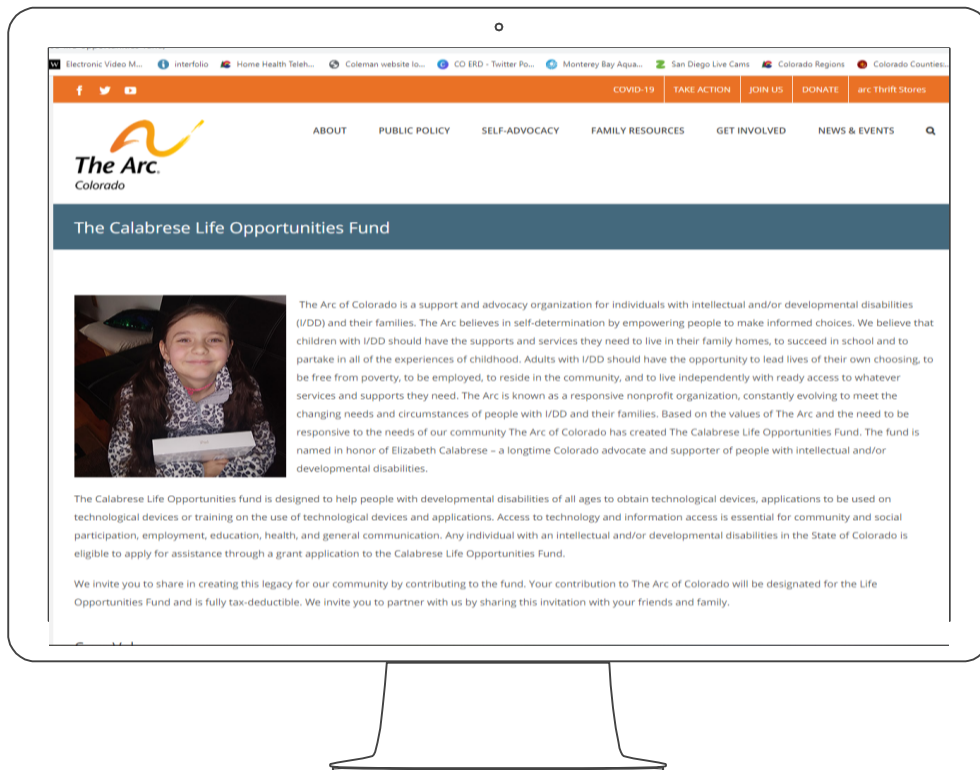 Electronic Video M... interfolio Home Health Teleh... Coleman website lo... CO ERD - Twitter Po... Monterey Bay Aqua... San Diego Live Cams Colorado Regions Colorado Counties:...
COVID-19 TAKE ACTION JOIN US DONATE arc Thrift Stores
ABOUT PUBLIC POLICY SELF-ADVOCACY FAMILY RESOURCES GET INVOLVED NEWS & EVENTS
The Arc.
Colorado
The Calabrese Life Opportunities Fund
The Arc of Colorado is a support and advocacy organization for individuals with intellectual and/or developmental disabilities
(I/DD) and their families. The Arc believes in self-determination by empowering people to make informed choices. We believe that
children with I/DD should have the supports and services they need to live in their family homes, to succeed in school and to
partake in all of the experiences of childhood. Adults with I/DD should have the opportunity to lead lives of their own choosing, to
be free from poverty, to be employed, to reside in the community, and to live independently with ready access to whatever
services and supports they need. The Arc is known as a responsive nonprofit organization, constantly evolving to meet the
changing needs and circumstances of people with I/DD and their families. Based on the values of The Arc and the need to be
responsive to the needs of our community The Arc of Colorado has created The Calabrese Life Opportunities Fund. The fund is
named in honor of Elizabeth Calabrese – a longtime Colorado advocate and supporter of people with intellectual and/or
developmental disabilities.
The Calabrese Life Opportunities fund is designed to help people with developmental disabilities of all ages to obtain technological devices, applications to be used on
technological devices or training on the use of technological devices and applications. Access to technology and information access is essential for community and social
participation, employment, education, health, and general communication. Any individual with an intellectual and/or developmental disabilities in the State of Colorado is
eligible to apply for assistance through a grant application to the Calabrese Life Opportunities Fund.
We invite you to share in creating this legacy for our community by contributing to the fund. Your contribution to The Arc of Colorado will be designated for the Life
Opportunities Fund and is fully tax-deductible. We invite you to partner with us by sharing this invitation with your friends and family.